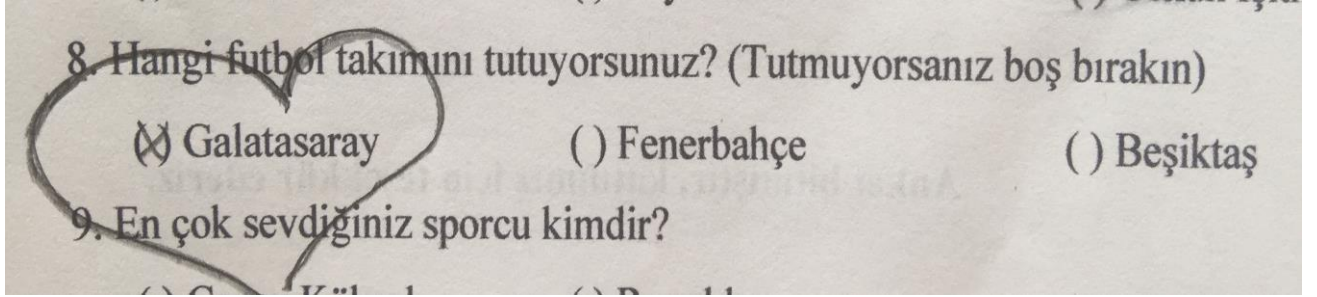 8. Hangi futbol takımını tutuyorsunuz? (Tutmuyorsanız boş bırakın)
(X) Galatasaray ( ) Fenerbahçe ( ) Beşiktaş
9. En çok sevdiğiniz sporcu kimdir?